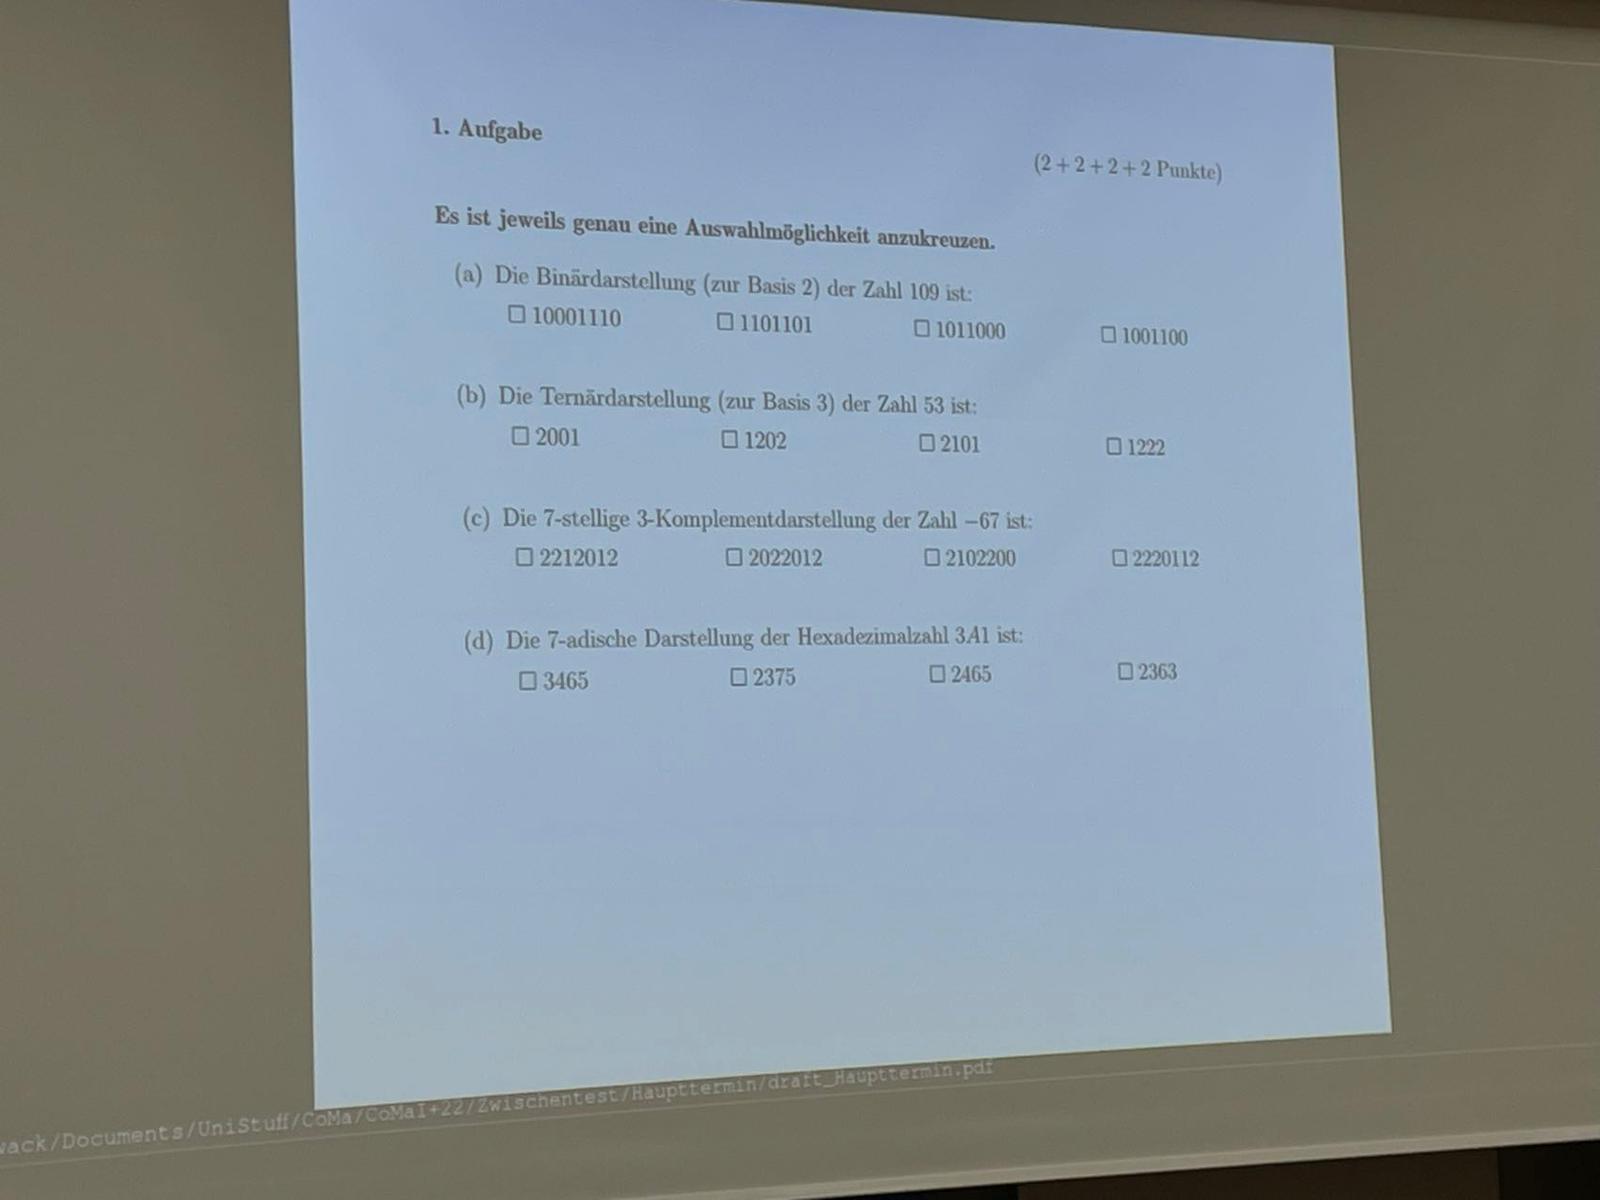 1. Aufgabe
(2 + 2 + 2 + 2 Punkte)
Es ist jeweils genau eine Auswahlmöglichkeit anzukreuzen.
(a) Die Binärdarstellung (zur Basis 2) der Zahl 109 ist:
☐ 10001110 ☐ 1101101 ☐ 1011000 ☐ 1001100
(b) Die Ternärdarstellung (zur Basis 3) der Zahl 53 ist:
☐ 2001 ☐ 1202 ☐ 2101 ☐ 1222
(c) Die 7-stellige 3-Komplementdarstellung der Zahl −67 ist:
☐ 2212012 ☐ 2022012 ☐ 2102200 ☐ 2220112
(d) Die 7-adische Darstellung der Hexadezimalzahl 3A1 ist:
☐ 3465 ☐ 2375 ☐ 2465 ☐ 2363
/Documents/UniStuff/CoMa/CoMaI+22/Zwischentest/Haupttermin/draft_Haupttermin.pdf